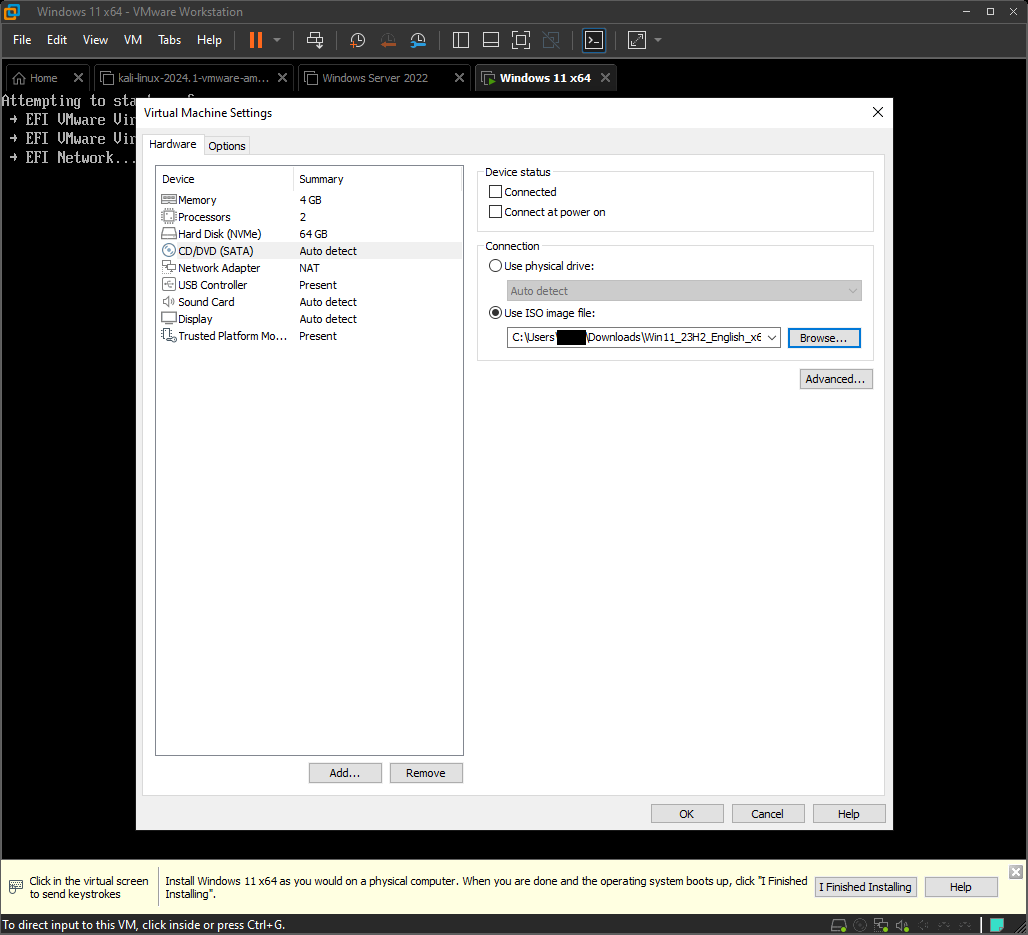 Windows 11 x64 - VMware Workstation
File Edit View VM Tabs Help
Home kali-linux-2024.1-vmware-am... Windows Server 2022 Windows 11 x64
Attempting to sta
EFI VMware Vir
EFI VMware Vir
EFI Network...
Virtual Machine Settings
Hardware Options
Device Summary
Memory 4 GB
Processors 2
Hard Disk (NVMe) 64 GB
CD/DVD (SATA) Auto detect
Network Adapter NAT
USB Controller Present
Sound Card Auto detect
Display Auto detect
Trusted Platform Mo... Present
Add... Remove
Device status
Connected
Connect at power on
Connection
Use physical drive:
Auto detect
Use ISO image file:
C:\Users\ \Downloads\Win11_23H2_English_x6 Browse...
Advanced...
OK Cancel Help
Click in the virtual screen
to send keystrokes
Install Windows 11 x64 as you would on a physical computer. When you are done and the operating system boots up, click "I Finished
Installing".
I Finished Installing Help
To direct input to this VM, click inside or press Ctrl+G.